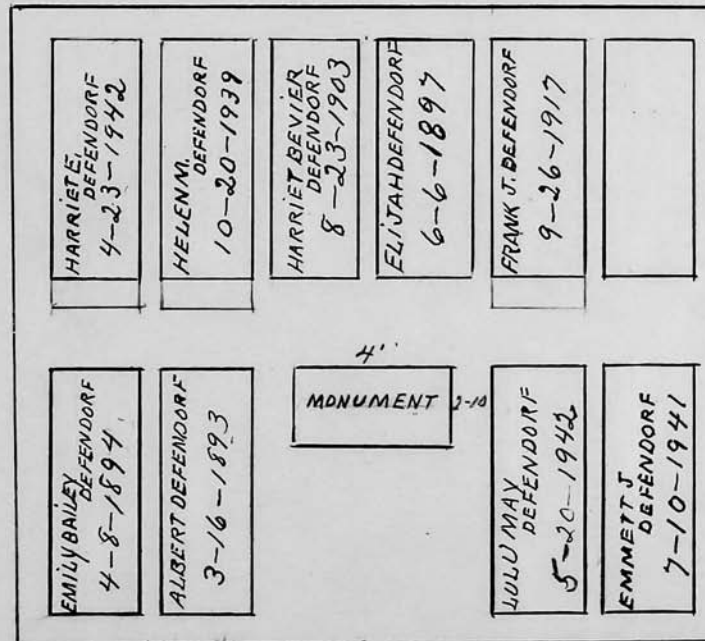 HARRIET E.
DEFENDORF
4-23-1942
HELEN M.
DEFENDORF
10-20-1939
HARRIET BEVIER
DEFENDORF
8-23-1903
ELIJAH DEFENDORF
6-6-1897
FRANK J. DEFENDORF
9-26-1917
EMILY BAILEY
DEFENDORF
4-8-1894
ALBERT DEFENDORF
3-16-1893
4'
MONUMENT 2-10
LULU MAY
DEFENDORF
5-20-1942
EMMETT J
DEFENDORF
7-10-1941